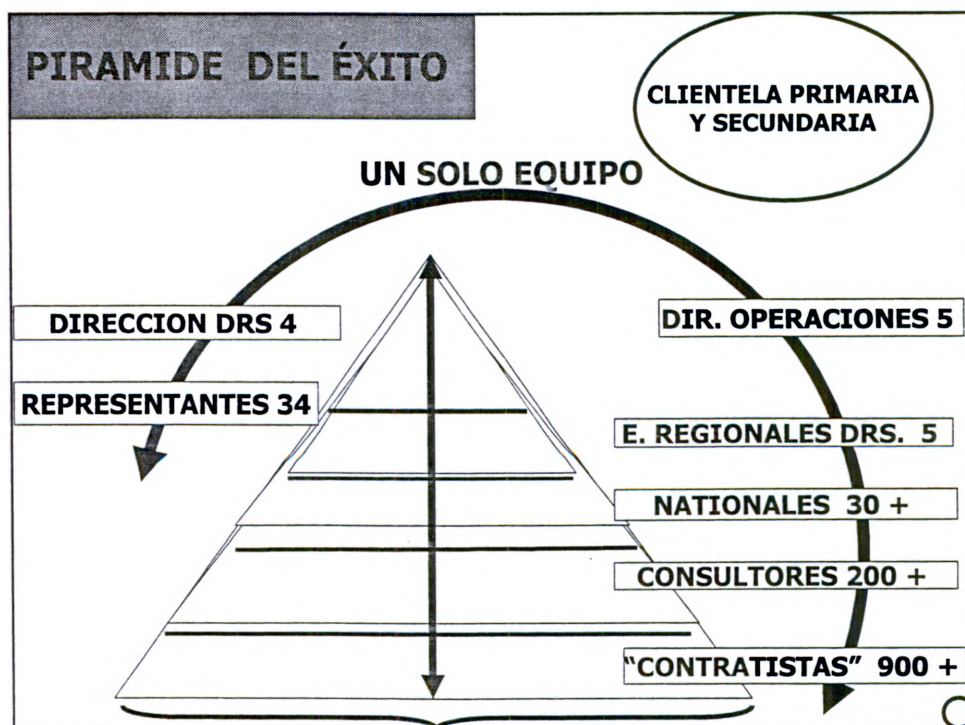 PIRAMIDE DEL ÉXITO
CLIENTELA PRIMARIA
Y SECUNDARIA
UN SOLO EQUIPO
DIRECCION DRS 4
DIR. OPERACIONES 5
REPRESENTANTES 34
E. REGIONALES DRS. 5
NATIONALES 30 +
CONSULTORES 200 +
"CONTRATISTAS" 900 +